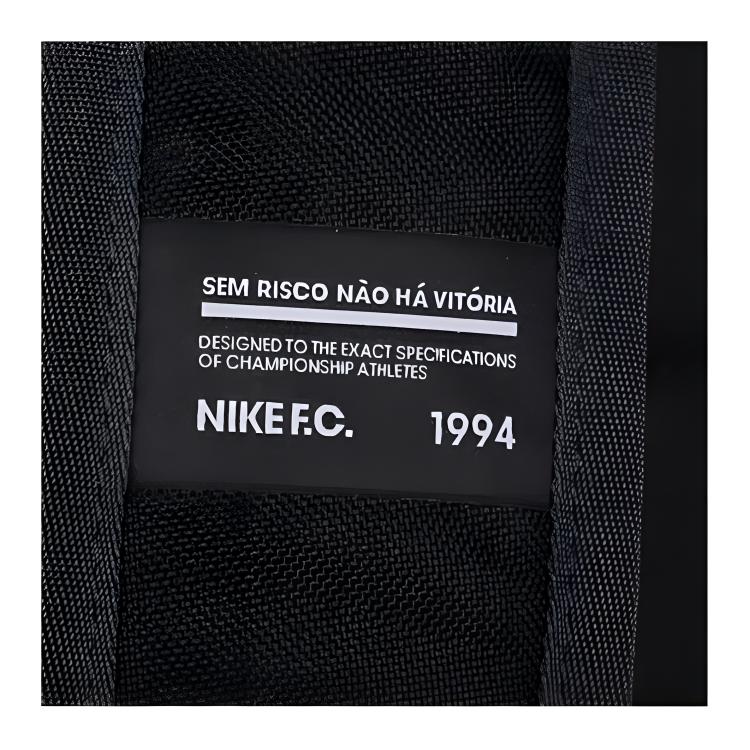 SEM RISCO NÃO HÁ VITÓRIA
DESIGNED TO THE EXACT SPECIFICATIONS
OF CHAMPIONSHIP ATHLETES
NIKE F.C. 1994